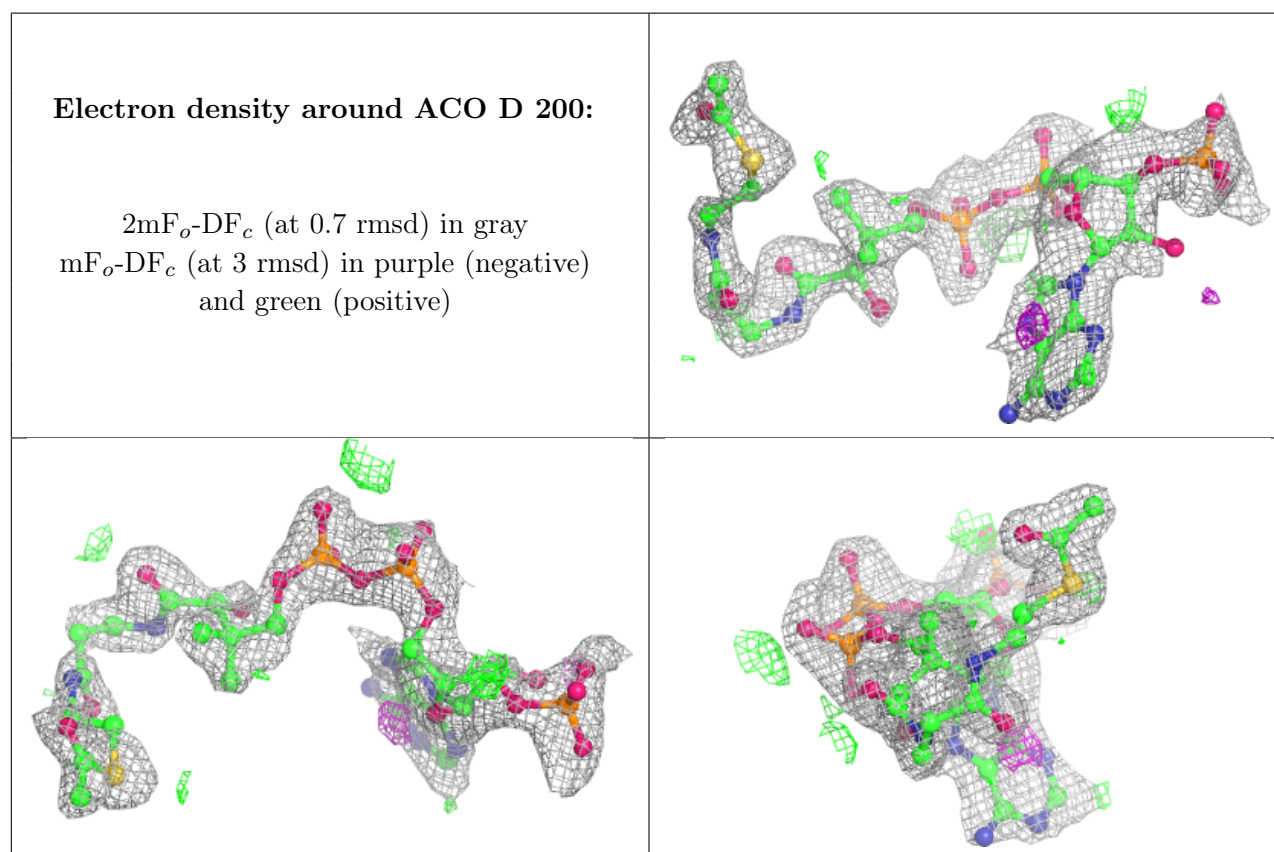 Electron density around ACO D 200:
2mFo-DFc (at 0.7 rmsd) in gray
mFo-DFc (at 3 rmsd) in purple (negative)
and green (positive)